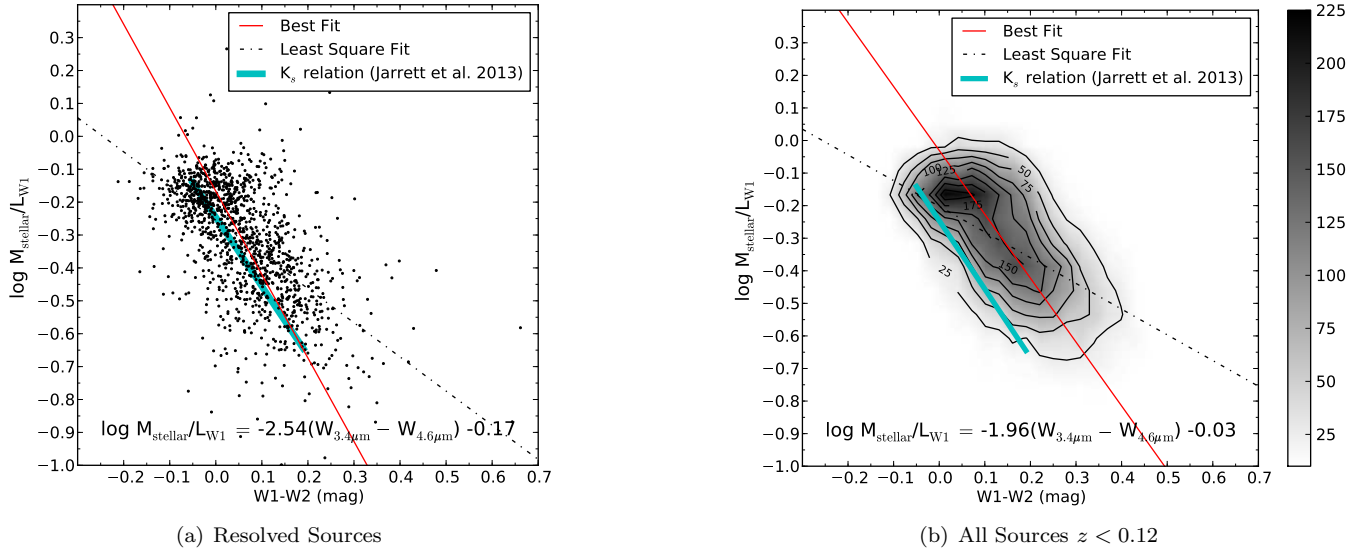 Best Fit
Least Square Fit
Kₛ relation (Jarrett et al. 2013)
0.3
0.2
0.1
0.0
−0.1
−0.2
−0.3
−0.4
−0.5
−0.6
−0.7
−0.8
−0.9
−1.0
log M_stellar/L_W1
log M_stellar/L_W1 = -2.54(W_3.4μm − W_4.6μm) -0.17
−0.2 −0.1 0.0 0.1 0.2 0.3 0.4 0.5 0.6 0.7
W1-W2 (mag)
(a) Resolved Sources
Best Fit
Least Square Fit
Kₛ relation (Jarrett et al. 2013)
0.3
0.2
0.1
0.0
−0.1
−0.2
−0.3
−0.4
−0.5
−0.6
−0.7
−0.8
−0.9
−1.0
log M_stellar/L_W1
100
125
50
75
175
150
25
log M_stellar/L_W1 = -1.96(W_3.4μm − W_4.6μm) -0.03
−0.3 −0.2 −0.1 0.0 0.1 0.2 0.3 0.4 0.5 0.6 0.7
W1-W2 (mag)
225
200
175
150
125
100
75
50
25
(b) All Sources z < 0.12